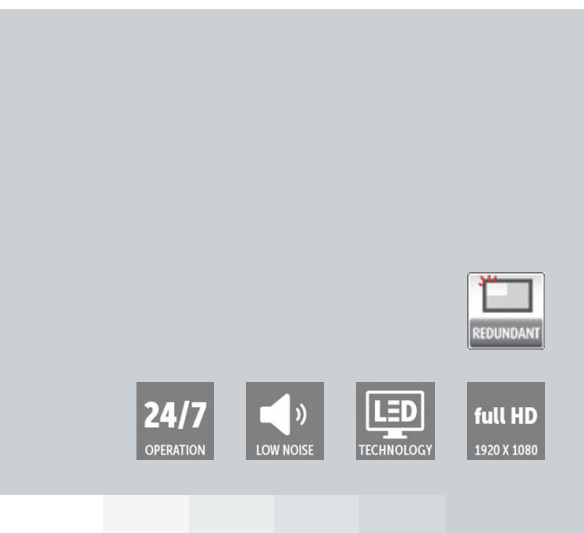 REDUNDANT
24/7
OPERATION
LOW NOISE
LED
TECHNOLOGY
full HD
1920 X 1080